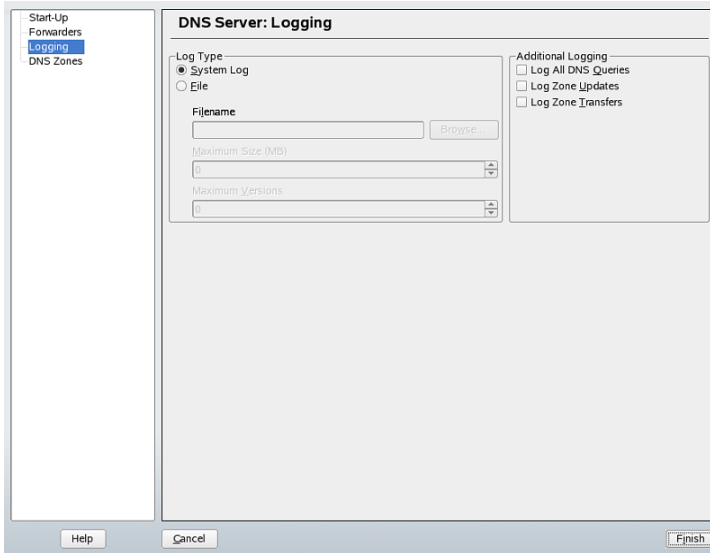 Start-Up
Forwarders
Logging
DNS Zones
DNS Server: Logging
Log Type
System Log
File
Filename
Browse...
Maximum Size (MB)
0
Maximum Versions
0
Additional Logging
Log All DNS Queries
Log Zone Updates
Log Zone Transfers
Help
Cancel
Finish